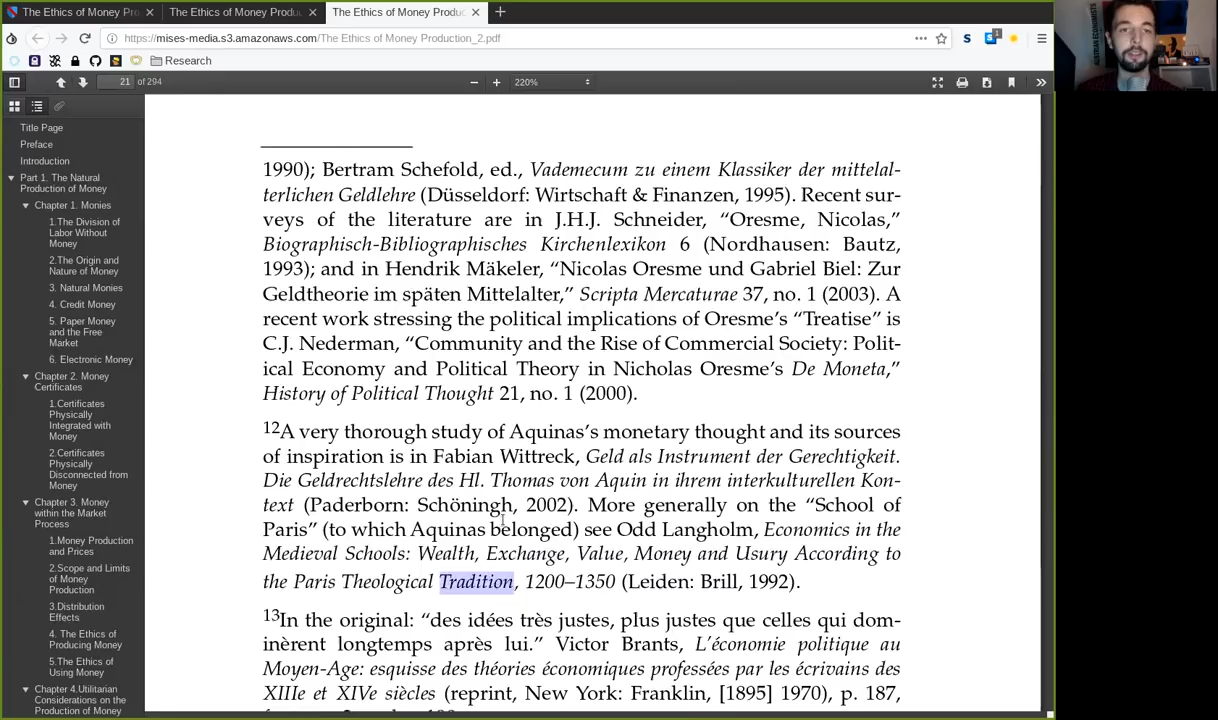 The Ethics of Money Pro
The Ethics of Money Produ
The Ethics of Money Produc
https://mises-media.s3.amazonaws.com/The Ethics of Money Production_2.pdf
Research
21 of 294
220%
Title Page
Preface
Introduction
Part 1. The Natural
Production of Money
Chapter 1. Monies
1.The Division of
Labor Without
Money
2.The Origin and
Nature of Money
3. Natural Monies
4. Credit Money
5. Paper Money
and the Free
Market
6. Electronic Money
Chapter 2. Money
Certificates
1.Certificates
Physically
Integrated with
Money
2.Certificates
Physically
Disconnected from
Money
Chapter 3. Money
within the Market
Process
1.Money Production
and Prices
2.Scope and Limits
of Money
Production
3.Distribution
Effects
4. The Ethics of
Producing Money
5.The Ethics of
Using Money
Chapter 4.Utilitarian
Considerations on the
Production of Money
1990); Bertram Schefold, ed., Vademecum zu einem Klassiker der mittelal-
terlichen Geldlehre (Düsseldorf: Wirtschaft & Finanzen, 1995). Recent sur-
veys of the literature are in J.H.J. Schneider, “Oresme, Nicolas,”
Biographisch-Bibliographisches Kirchenlexikon 6 (Nordhausen: Bautz,
1993); and in Hendrik Mäkeler, “Nicolas Oresme und Gabriel Biel: Zur
Geldtheorie im späten Mittelalter,” Scripta Mercaturae 37, no. 1 (2003). A
recent work stressing the political implications of Oresme’s “Treatise” is
C.J. Nederman, “Community and the Rise of Commercial Society: Polit-
ical Economy and Political Theory in Nicholas Oresme’s De Moneta,”
History of Political Thought 21, no. 1 (2000).
12A very thorough study of Aquinas’s monetary thought and its sources
of inspiration is in Fabian Wittreck, Geld als Instrument der Gerechtigkeit.
Die Geldrechtslehre des Hl. Thomas von Aquin in ihrem interkulturellen Kon-
text (Paderborn: Schöningh, 2002). More generally on the “School of
Paris” (to which Aquinas belonged) see Odd Langholm, Economics in the
Medieval Schools: Wealth, Exchange, Value, Money and Usury According to
the Paris Theological Tradition, 1200–1350 (Leiden: Brill, 1992).
13In the original: “des idées très justes, plus justes que celles qui dom-
inèrent longtemps après lui.” Victor Brants, L’économie politique au
Moyen-Age: esquisse des théories économiques professées par les écrivains des
XIIIe et XIVe siècles (reprint, New York: Franklin, [1895] 1970), p. 187,